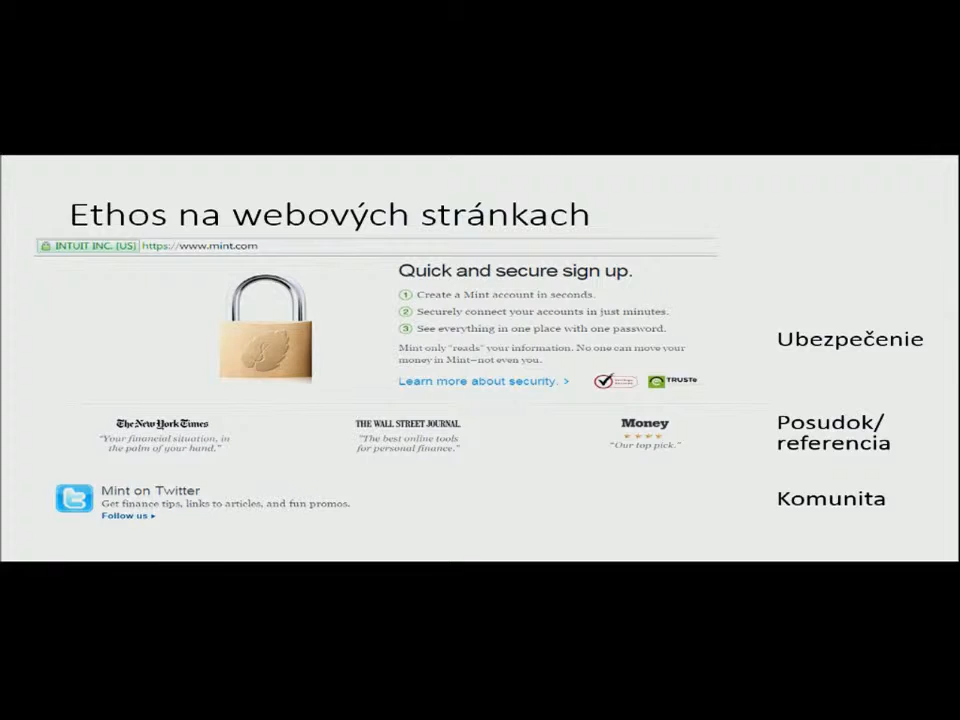 Ethos na webových stránkach
INTUIT INC. [US] https://www.mint.com
Quick and secure sign up.
1 Create a Mint account in seconds.
2 Securely connect your accounts in just minutes.
3 See everything in one place with one password.
Mint only "reads" your information. No one can move your
money in Mint—not even you.
Learn more about security. >
TRUSTe
Ubezpečenie
The New York Times
"Your financial situation, in
the palm of your hand."
THE WALL STREET JOURNAL
"The best online tools
for personal finance."
Money
"Our top pick."
Posudok/
referencia
Mint on Twitter
Get finance tips, links to articles, and fun promos.
Follow us ▸
Komunita